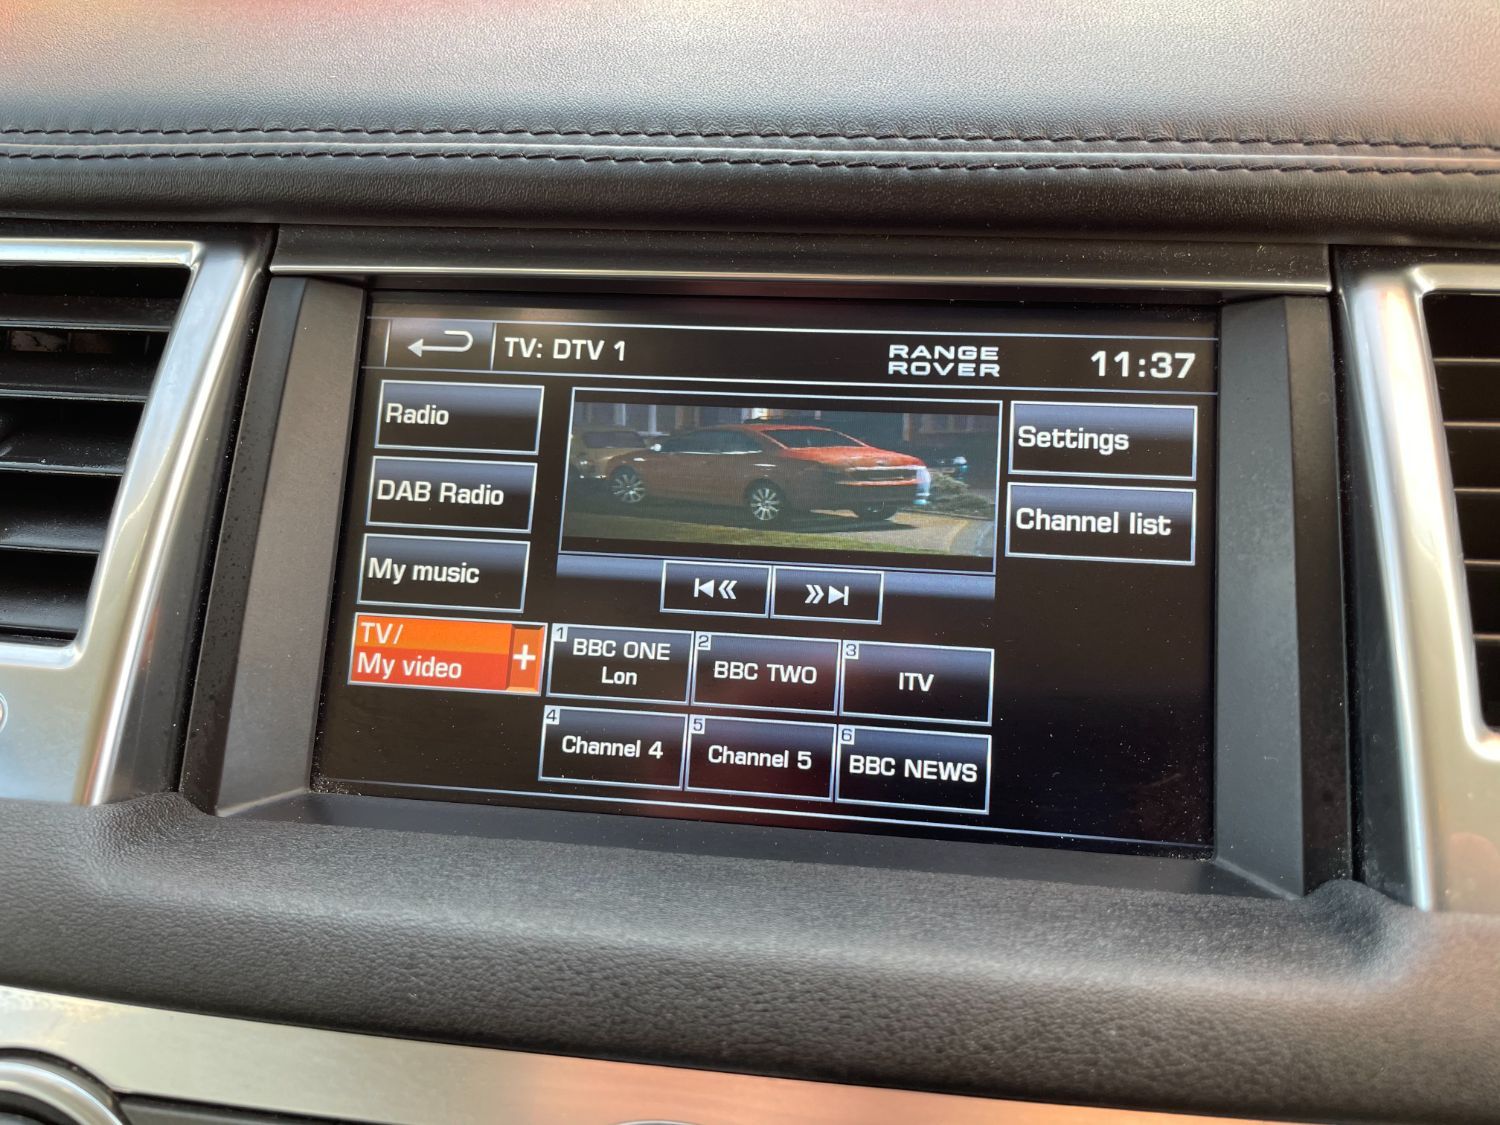 TV: DTV 1
RANGE
ROVER
11:37
Radio
DAB Radio
My music
TV/
My video
+
Settings
Channel list
1
BBC ONE
Lon
2
BBC TWO
3
ITV
4
Channel 4
5
Channel 5
6
BBC NEWS